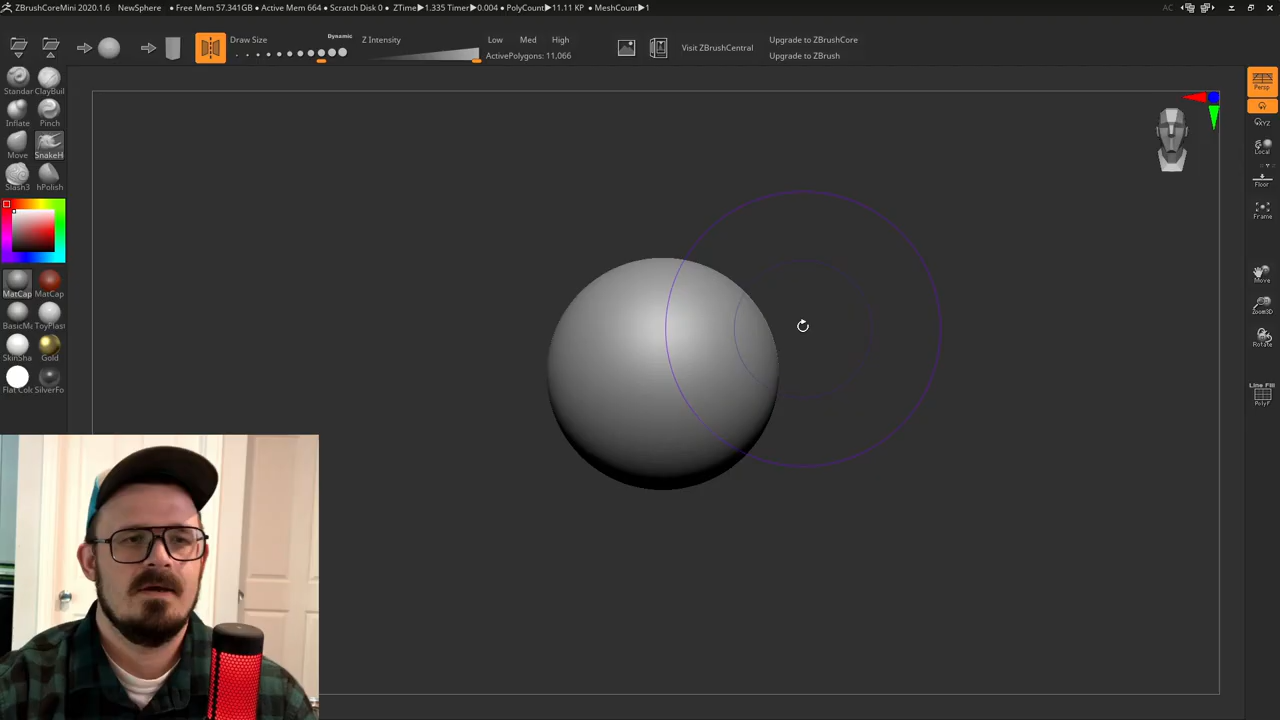 ZBrushCoreMini 2020.1.6 NewSphere • Free Mem 57.341GB • Active Mem 664 • Scratch Disk 0 • ZTime▶1.335 Timer▶0.004 • PolyCount▶11.11 KP • MeshCount▶1 AC
Draw Size Dynamic Z Intensity Low Med High Visit ZBrushCentral Upgrade to ZBrushCore
ActivePolygons: 11.066 Upgrade to ZBrush
Standar ClayBuil
Inflate Pinch
Move SnakeH
Slash3 hPolish
MatCap MatCap
BasicMa ToyPlast
SkinSha Gold
Flat Colo SilverFo
Persp
XYZ
Local
Floor
Frame
Move
Zoom3D
Rotate
Line Fill
PolyF